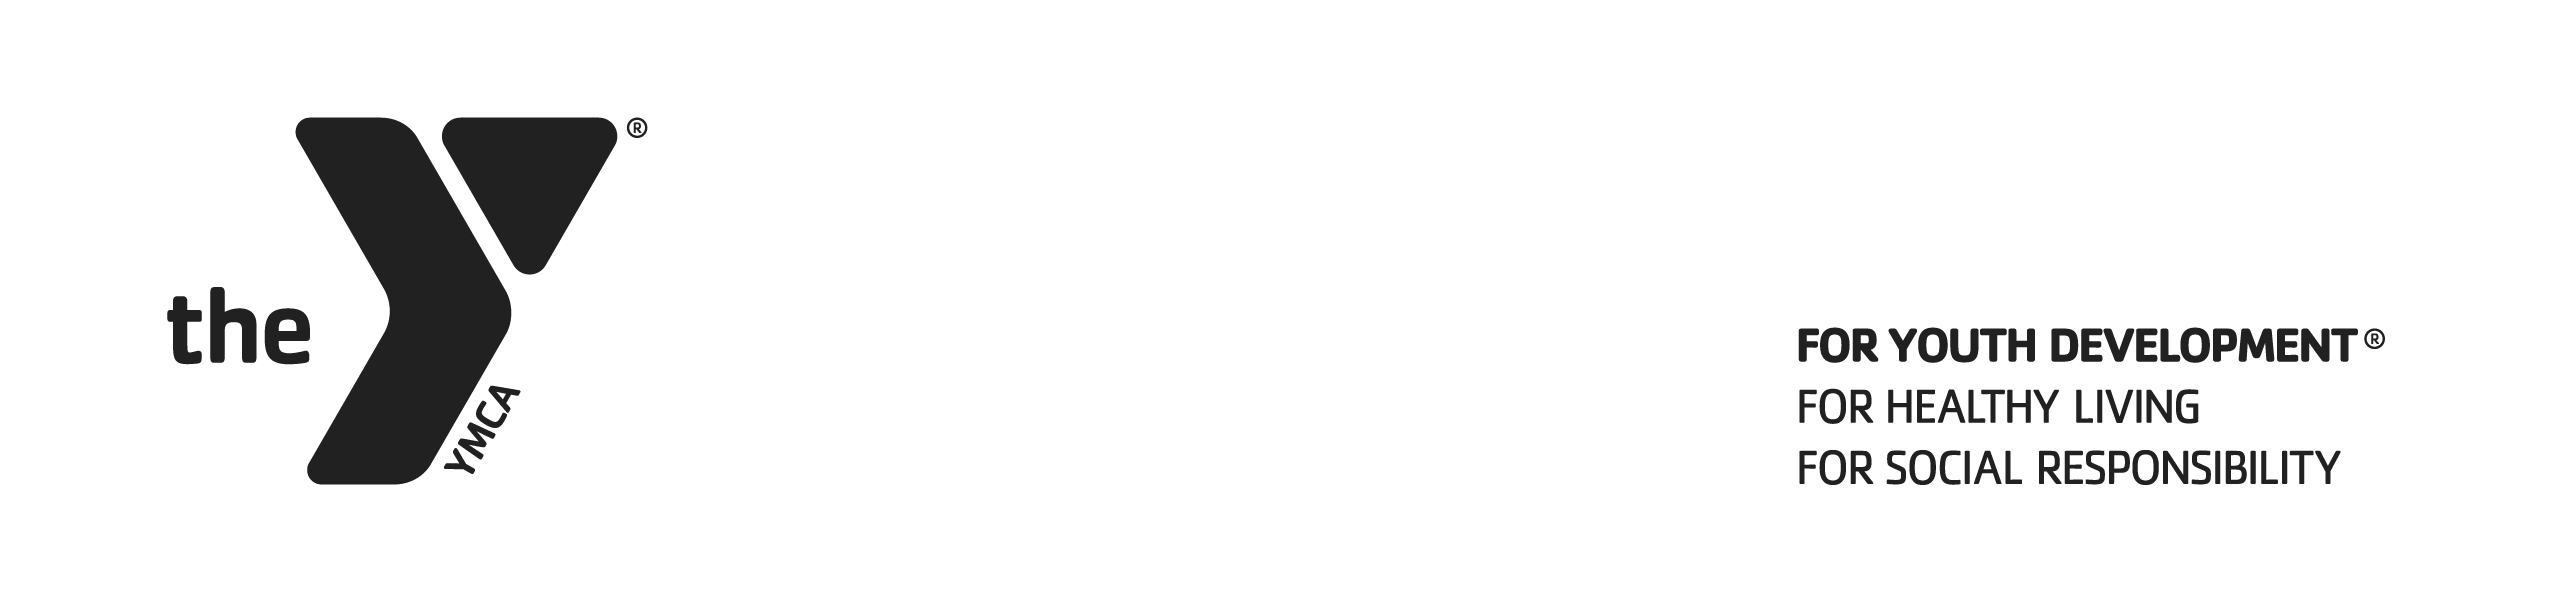 the Y®
YMCA
FOR YOUTH DEVELOPMENT®
FOR HEALTHY LIVING
FOR SOCIAL RESPONSIBILITY